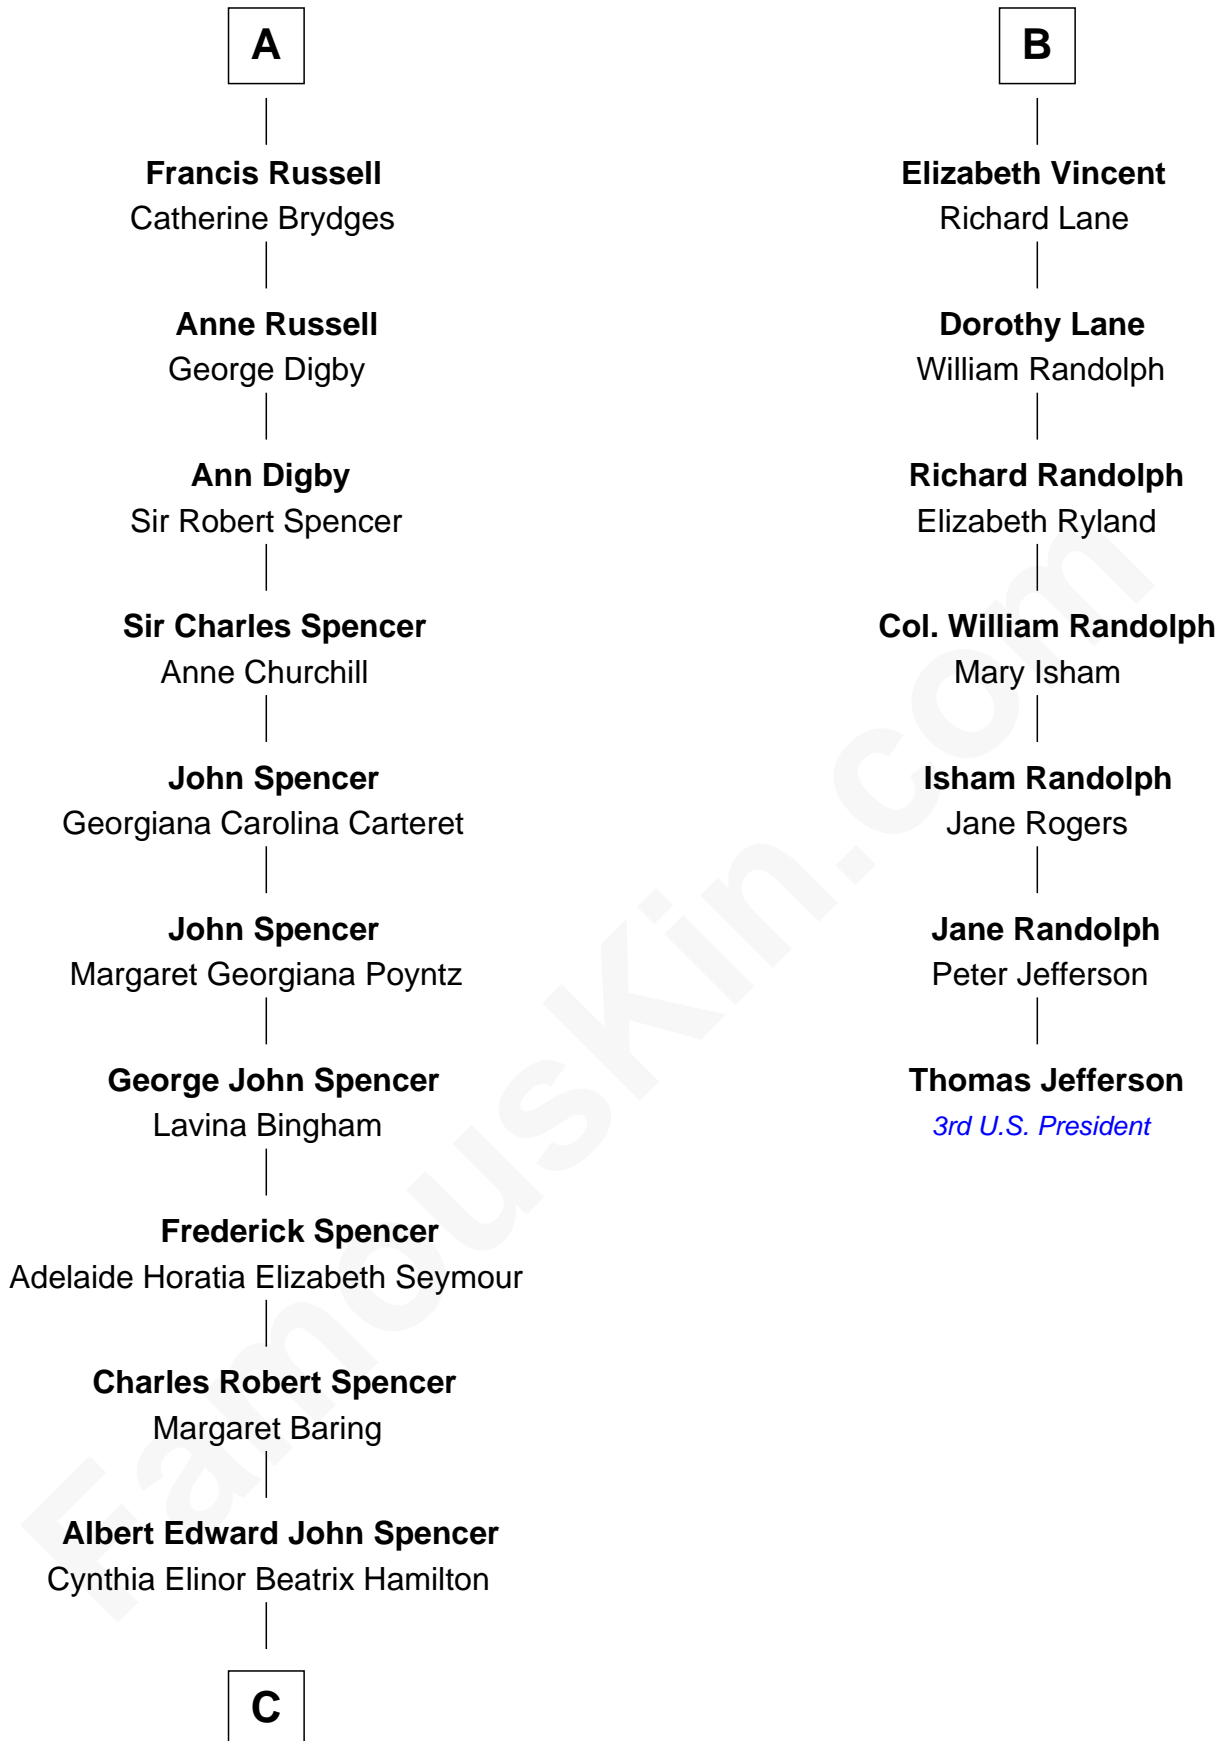 A
Francis Russell
Catherine Brydges
Anne Russell
George Digby
Ann Digby
Sir Robert Spencer
Sir Charles Spencer
Anne Churchill
John Spencer
Georgiana Carolina Carteret
John Spencer
Margaret Georgiana Poyntz
George John Spencer
Lavina Bingham
Frederick Spencer
Adelaide Horatia Elizabeth Seymour
Charles Robert Spencer
Margaret Baring
Albert Edward John Spencer
Cynthia Elinor Beatrix Hamilton
C
B
Elizabeth Vincent
Richard Lane
Dorothy Lane
William Randolph
Richard Randolph
Elizabeth Ryland
Col. William Randolph
Mary Isham
Isham Randolph
Jane Rogers
Jane Randolph
Peter Jefferson
Thomas Jefferson
3rd U.S. President
FamousKin.com